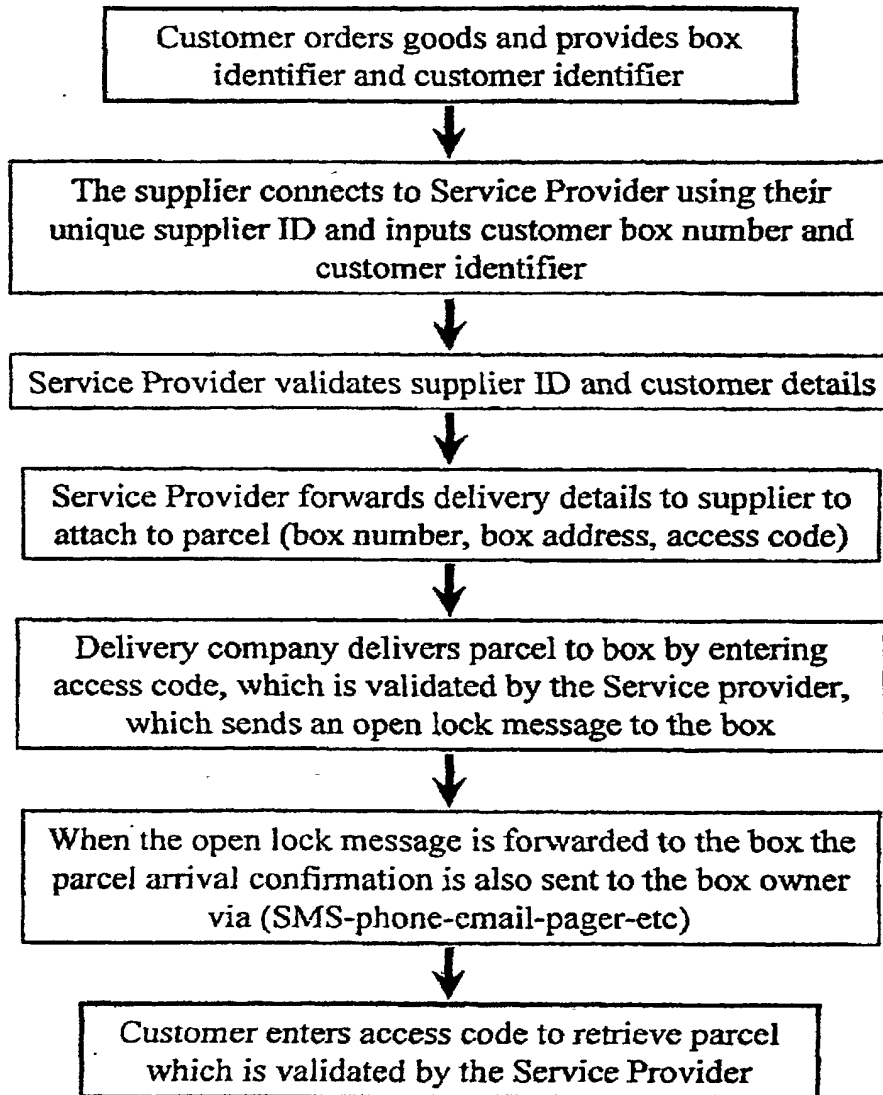 Customer orders goods and provides box
identifier and customer identifier
The supplier connects to Service Provider using their
unique supplier ID and inputs customer box number and
customer identifier
Service Provider validates supplier ID and customer details
Service Provider forwards delivery details to supplier to
attach to parcel (box number, box address, access code)
Delivery company delivers parcel to box by entering
access code, which is validated by the Service provider,
which sends an open lock message to the box
When the open lock message is forwarded to the box the
parcel arrival confirmation is also sent to the box owner
via (SMS-phone-email-pager-etc)
Customer enters access code to retrieve parcel
which is validated by the Service Provider